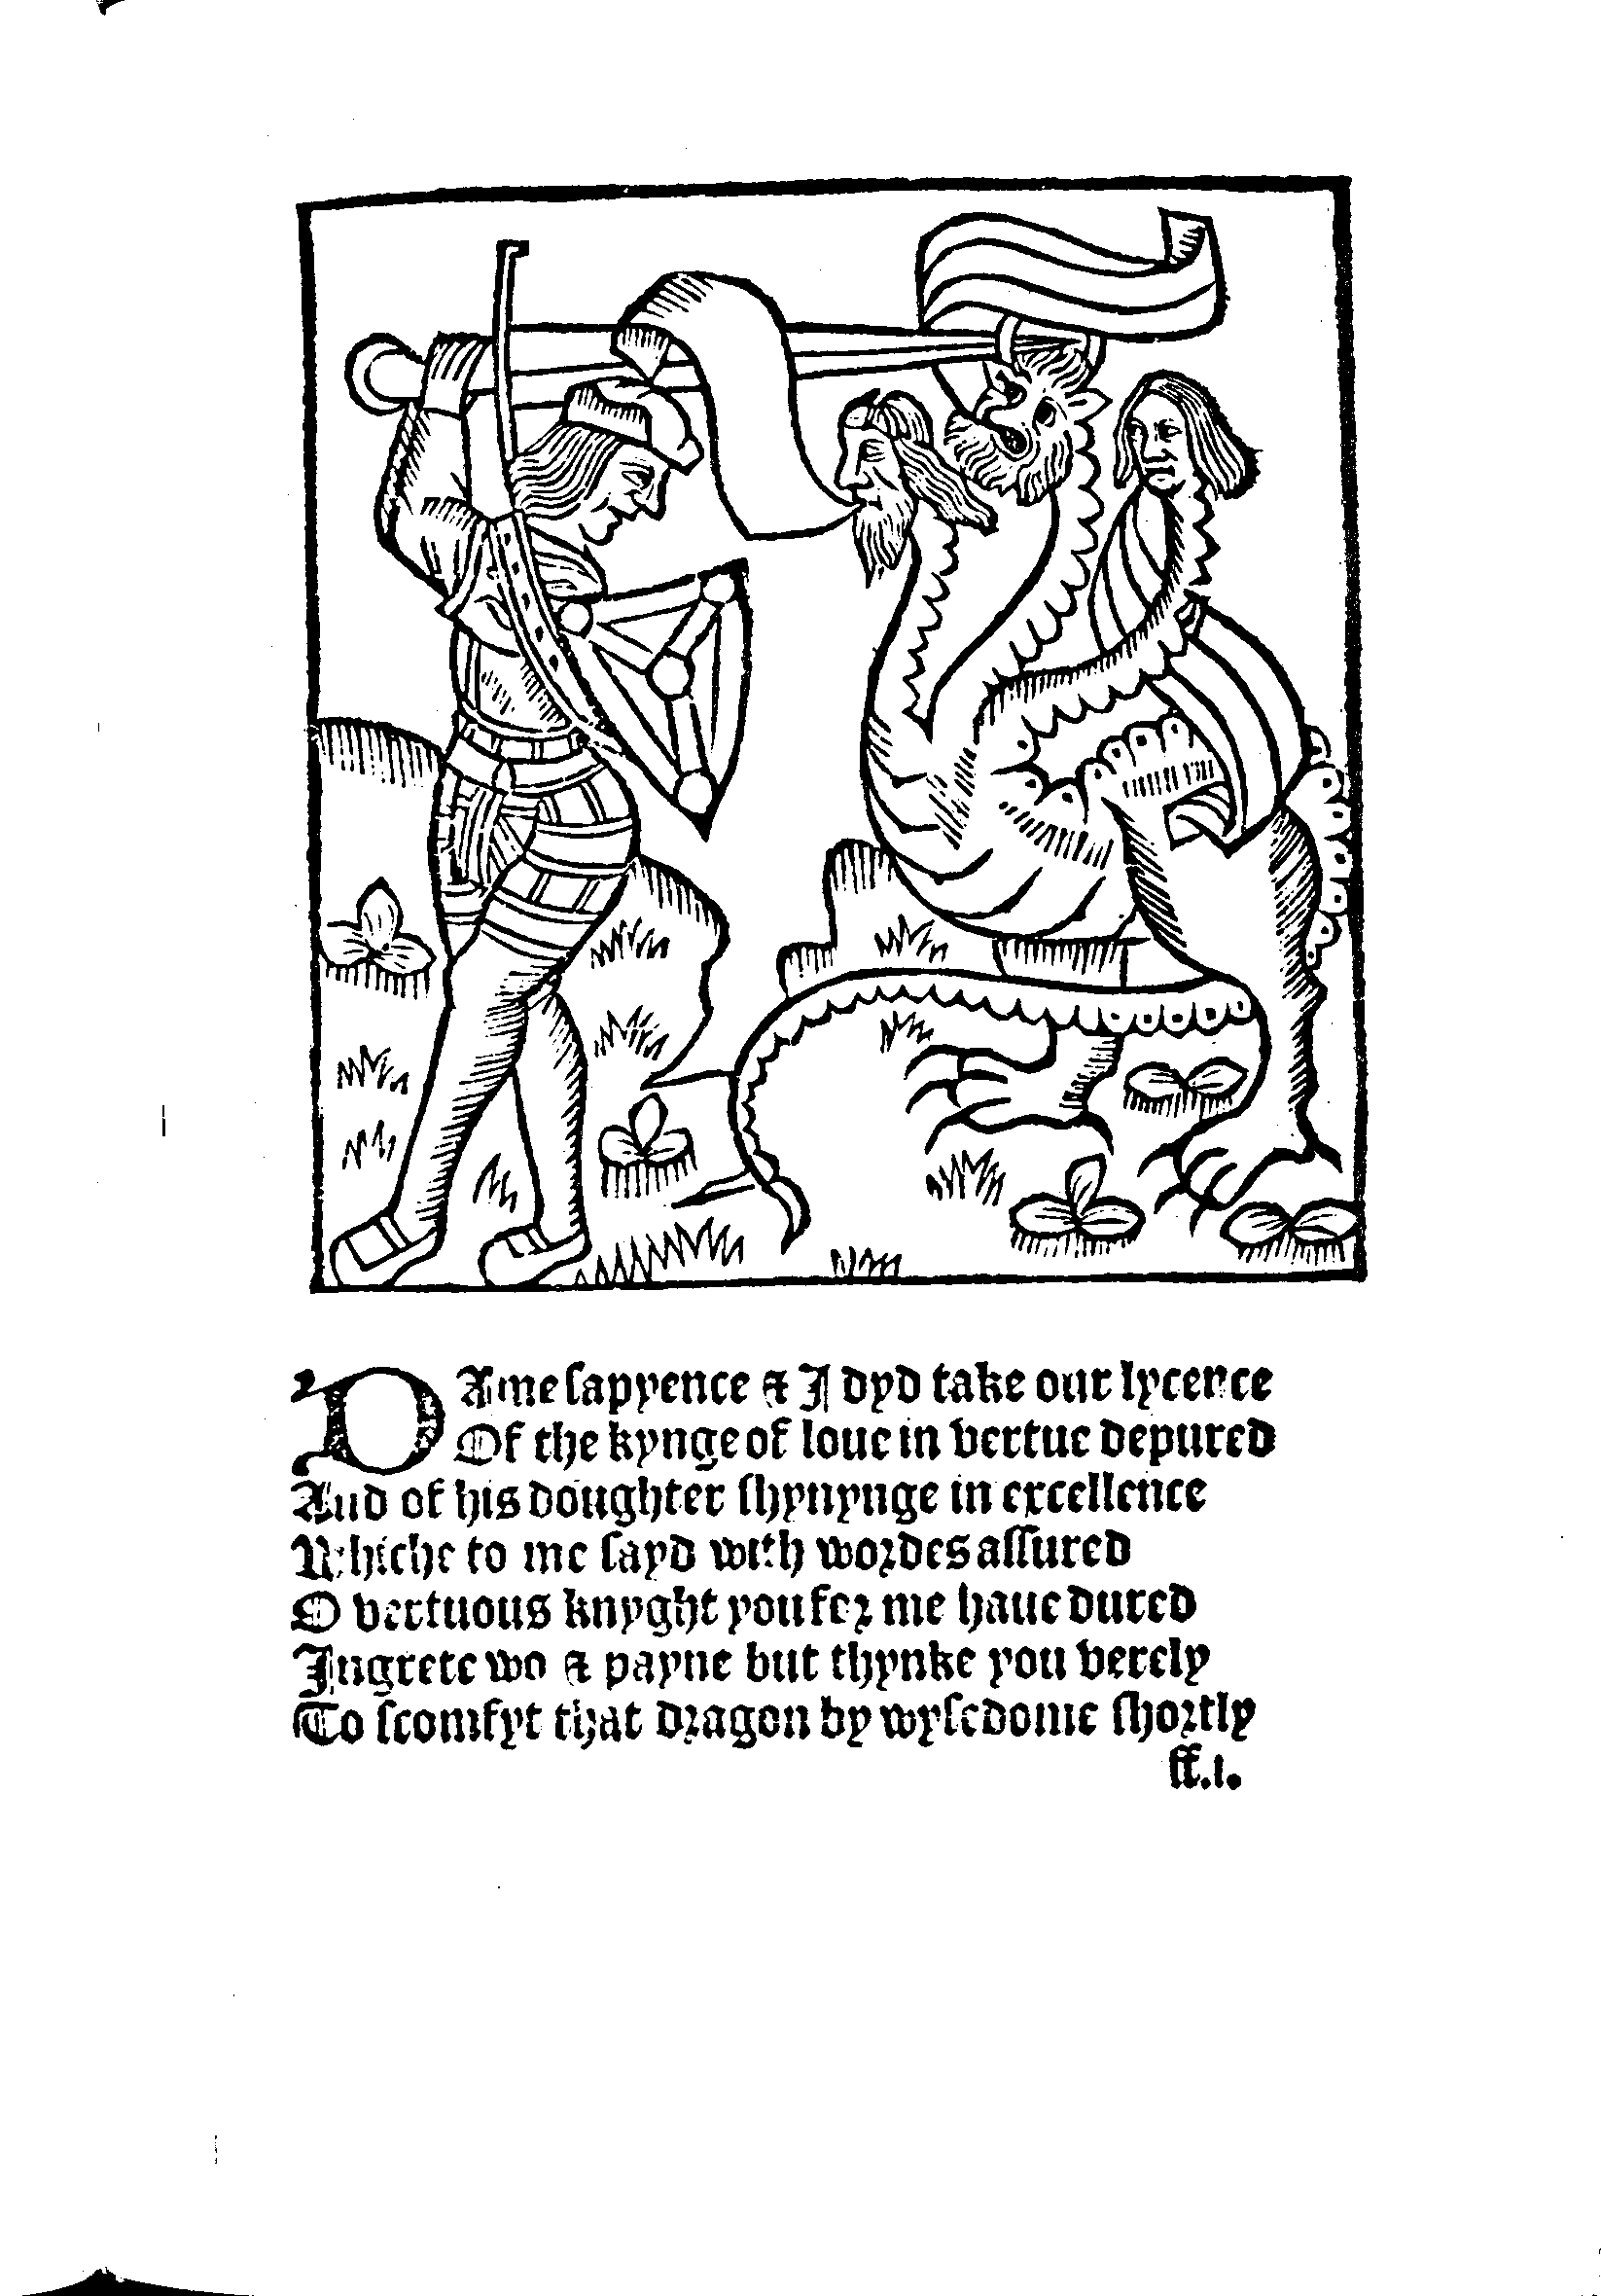 DAme sapyence & I dyd take our lycence
Of the kynge of loue in vertue depured
And of his doughter shynynge in excellence
Whiche to me sayd with wordes assured
O vertuous knyght you for me haue dured
In grete wo & payne but thynke you verely
To scomfyt that dragon by wysedome shortly
ff.i.